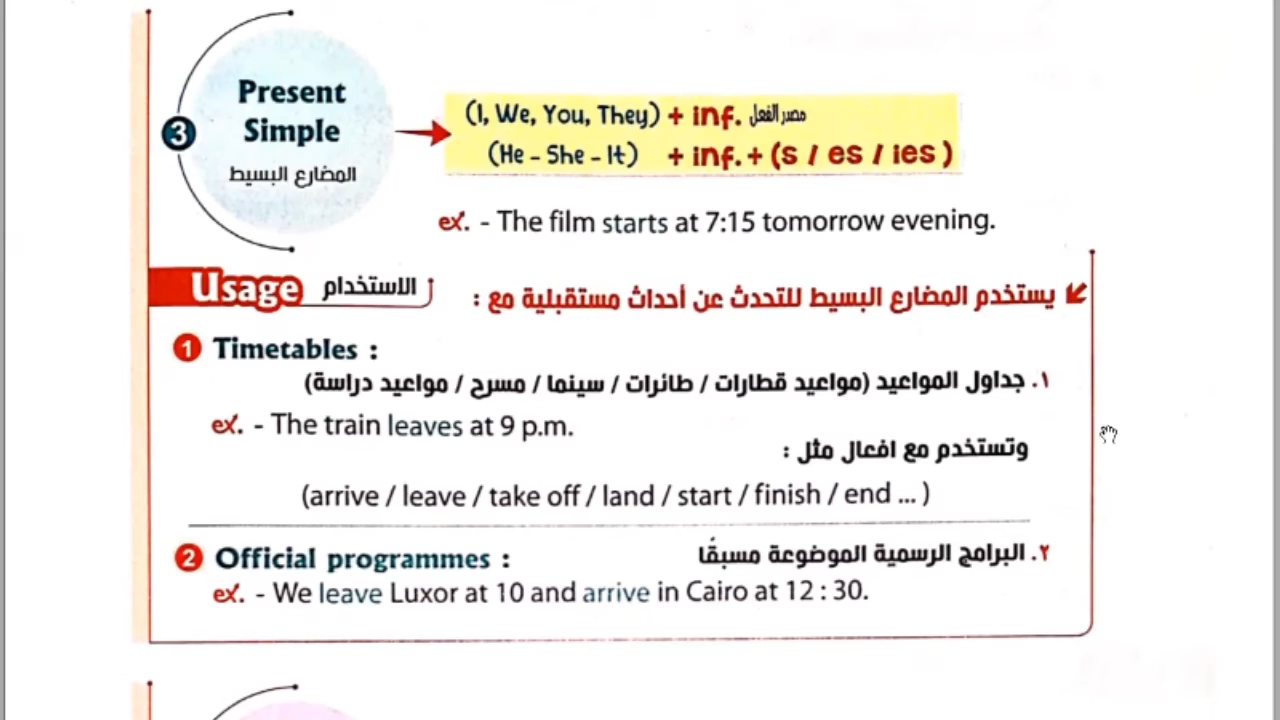 3
Present
Simple
المضارع البسيط
(I, We, You, They) + inf. مصدر الفعل
(He - She - It) + inf. + (s / es / ies)
ex. - The film starts at 7:15 tomorrow evening.
Usage الاستخدام
يستخدم المضارع البسيط للتحدث عن أحداث مستقبلية مع :
1 Timetables :
١. جداول المواعيد (مواعيد قطارات / طائرات / سينما / مسرح / مواعيد دراسة)
ex. - The train leaves at 9 p.m.
وتستخدم مع افعال مثل :
(arrive / leave / take off / land / start / finish / end ... )
2 Official programmes :
٢. البرامج الرسمية الموضوعة مسبقًا
ex. - We leave Luxor at 10 and arrive in Cairo at 12 : 30.